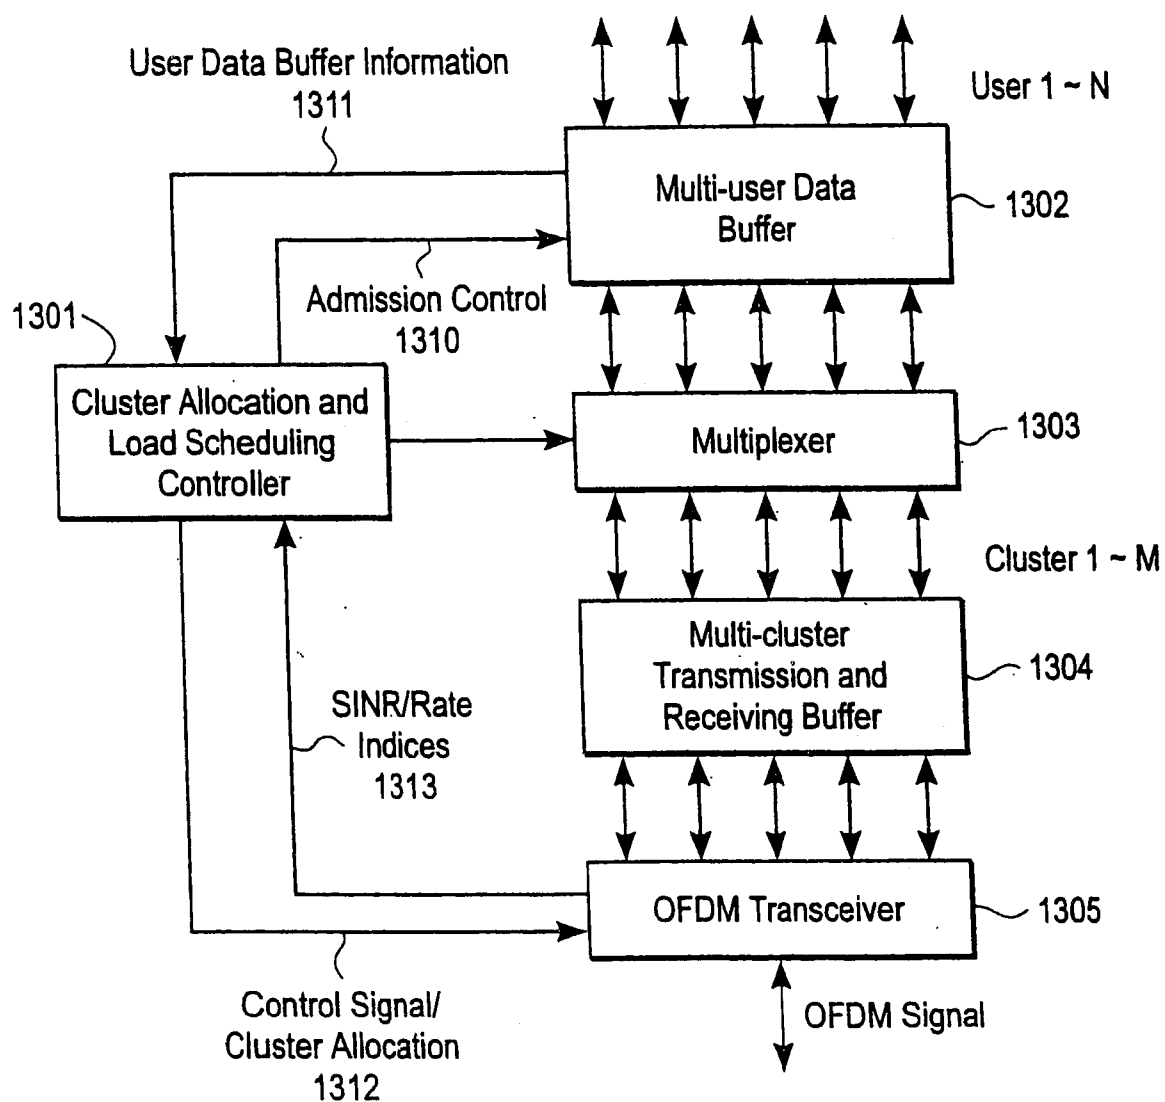 User Data Buffer Information
1311
User 1 ~ N
Multi-user Data
Buffer
1302
Admission Control
1310
1301
Cluster Allocation and
Load Scheduling
Controller
Multiplexer
1303
Cluster 1 ~ M
Multi-cluster
Transmission and
Receiving Buffer
1304
SINR/Rate
Indices
1313
OFDM Transceiver
1305
Control Signal/
Cluster Allocation
1312
OFDM Signal